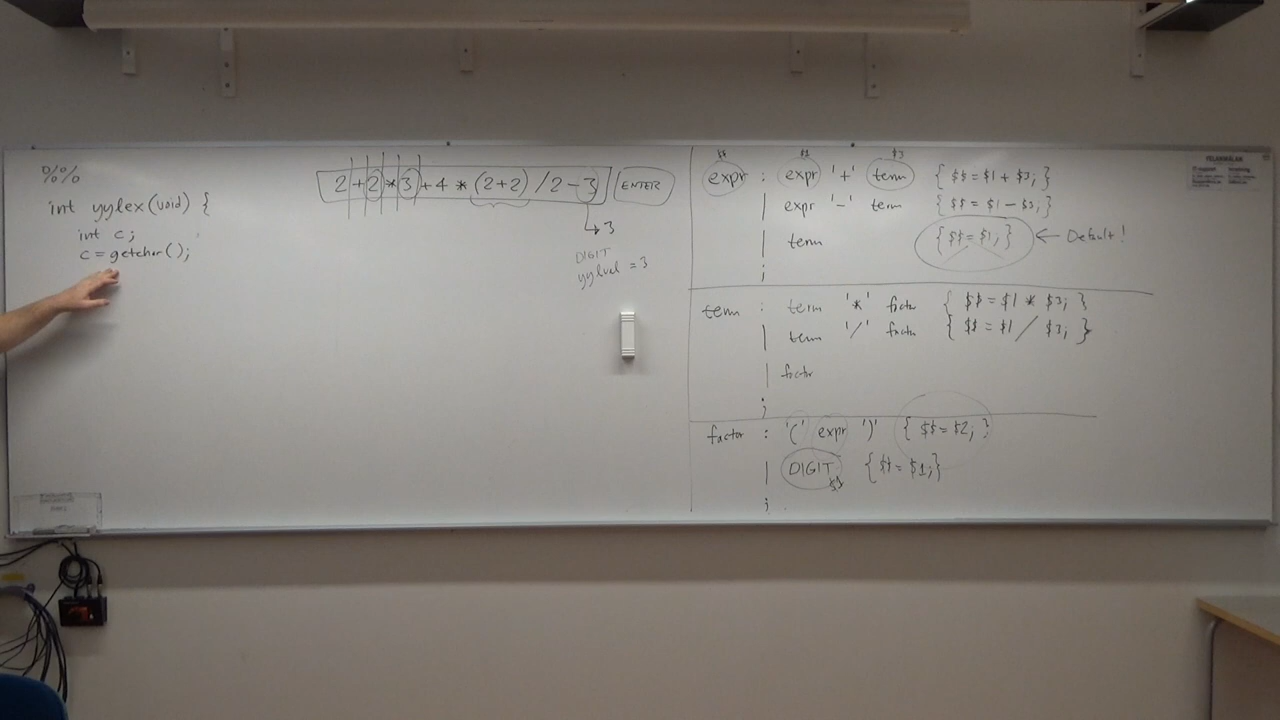 %%
int yylex(void) {
int c;
c = getchar();
2 + 2 * 3 + 4 * (2+2) / 2 - 3 ENTER
3
DIGIT
yylval = 3
$$ $1 $3
expr : expr '+' term { $$ = $1 + $3; }
| expr '-' term { $$ = $1 - $3; }
| term { $$ = $1; } ← Default!
;
term : term '*' factor { $$ = $1 * $3; }
| term '/' factor { $$ = $1 / $3; }
| factor
;
factor : '(' expr ')' { $$ = $2; }
| DIGIT { $$ = $1; }
;